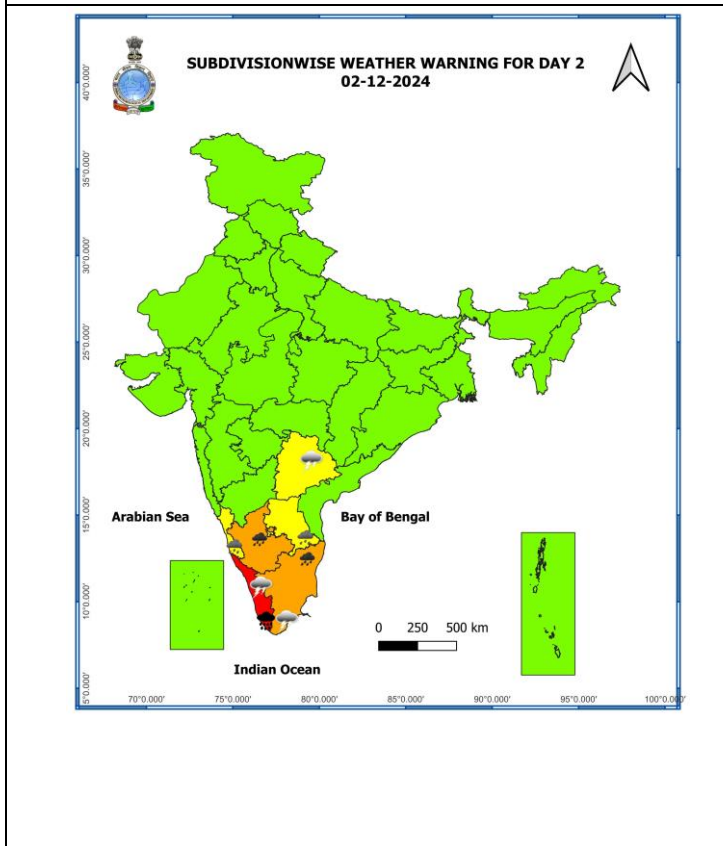 SUBDIVISIONWISE WEATHER WARNING FOR DAY 2
02-12-2024
40°0.000'
35°0.000'
30°0.000'
25°0.000'
20°0.000'
15°0.000'
10°0.000'
5°0.000'
Arabian Sea
Bay of Bengal
0 250 500 km
Indian Ocean
70°0.000' 75°0.000' 80°0.000' 85°0.000' 90°0.000' 95°0.000' 100°0.000'